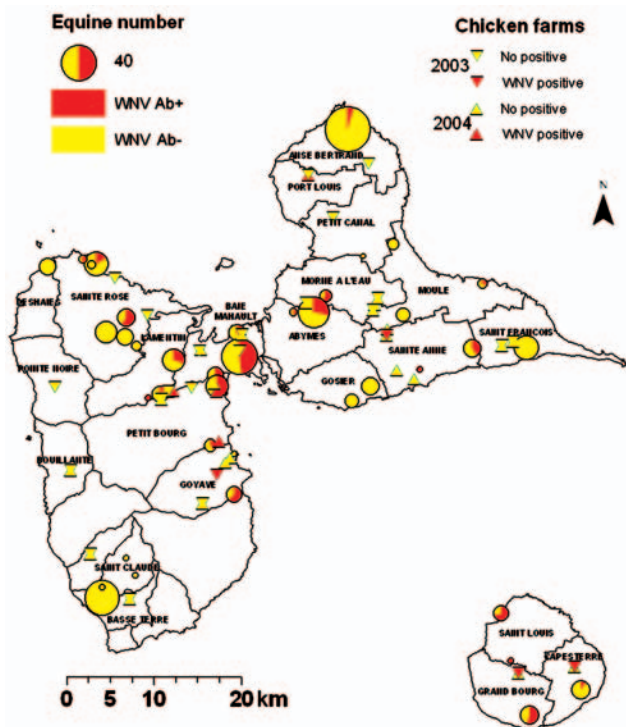 Equine number
40
WNV Ab+
WNV Ab-
Chicken farms
2003
No positive
WNV positive
2004
No positive
WNV positive
N
ANSE BERTRAND
PORT LOUIS
PETIT CANAL
MORNE A L'EAU
MOULE
DESHAIES
SAINTE ROSE
BAIE MAHAULT
LAMENTIN
ABYMES
SAINT FRANCOIS
SAINTE ANNE
POINTE NOIRE
GOSIER
PETIT BOURG
BOUILLANTE
GOYAVE
SAINT CLAUDE
BASSE TERRE
SAINT LOUIS
CAPESTERRE
GRAND BOURG
0 5 10 20 km